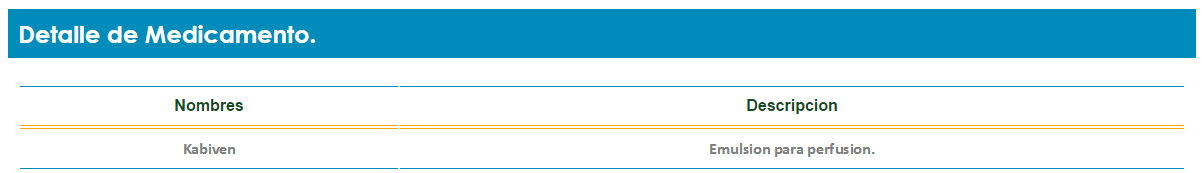 Detalle de Medicamento.
Nombres Descripcion
Kabiven Emulsion para perfusion.